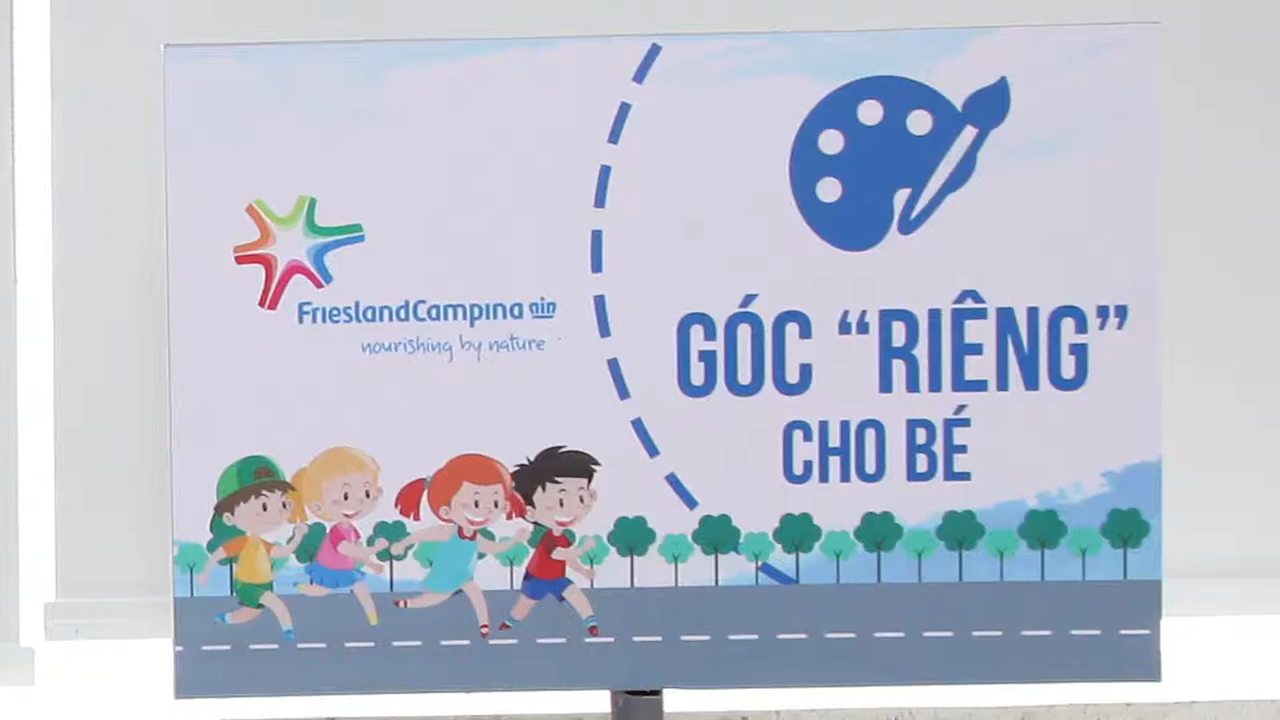 FrieslandCampina
nourishing by nature
GÓC “RIÊNG”
CHO BÉ